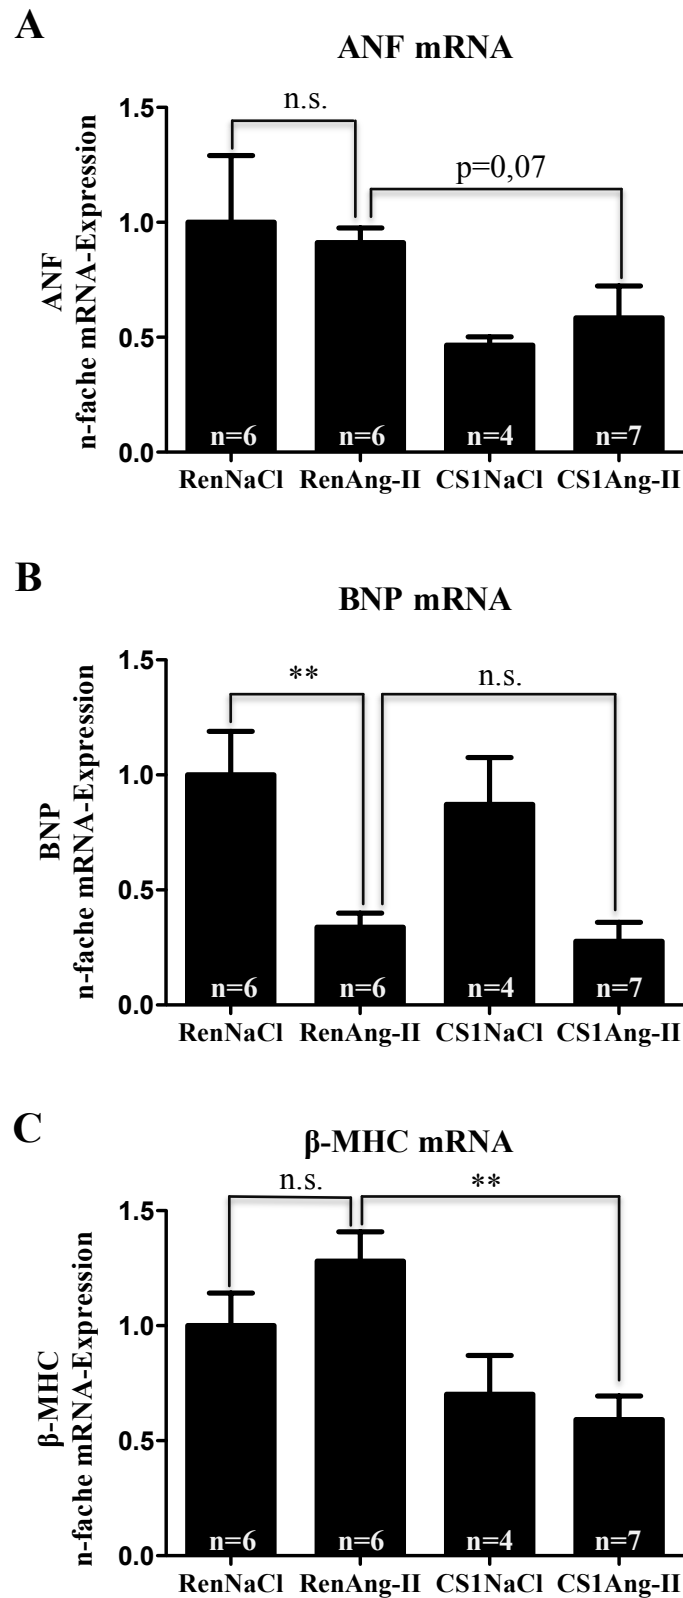 A
ANF mRNA
n.s.
p=0,07
ANF
n-fache mRNA-Expression
1.5
1.0
0.5
0.0
n=6 n=6 n=4 n=7
RenNaCl RenAng-II CS1NaCl CS1Ang-II
B
BNP mRNA
** n.s.
BNP
n-fache mRNA-Expression
1.5
1.0
0.5
0.0
n=6 n=6 n=4 n=7
RenNaCl RenAng-II CS1NaCl CS1Ang-II
C
β-MHC mRNA
n.s. **
β-MHC
n-fache mRNA-Expression
1.5
1.0
0.5
0.0
n=6 n=6 n=4 n=7
RenNaCl RenAng-II CS1NaCl CS1Ang-II